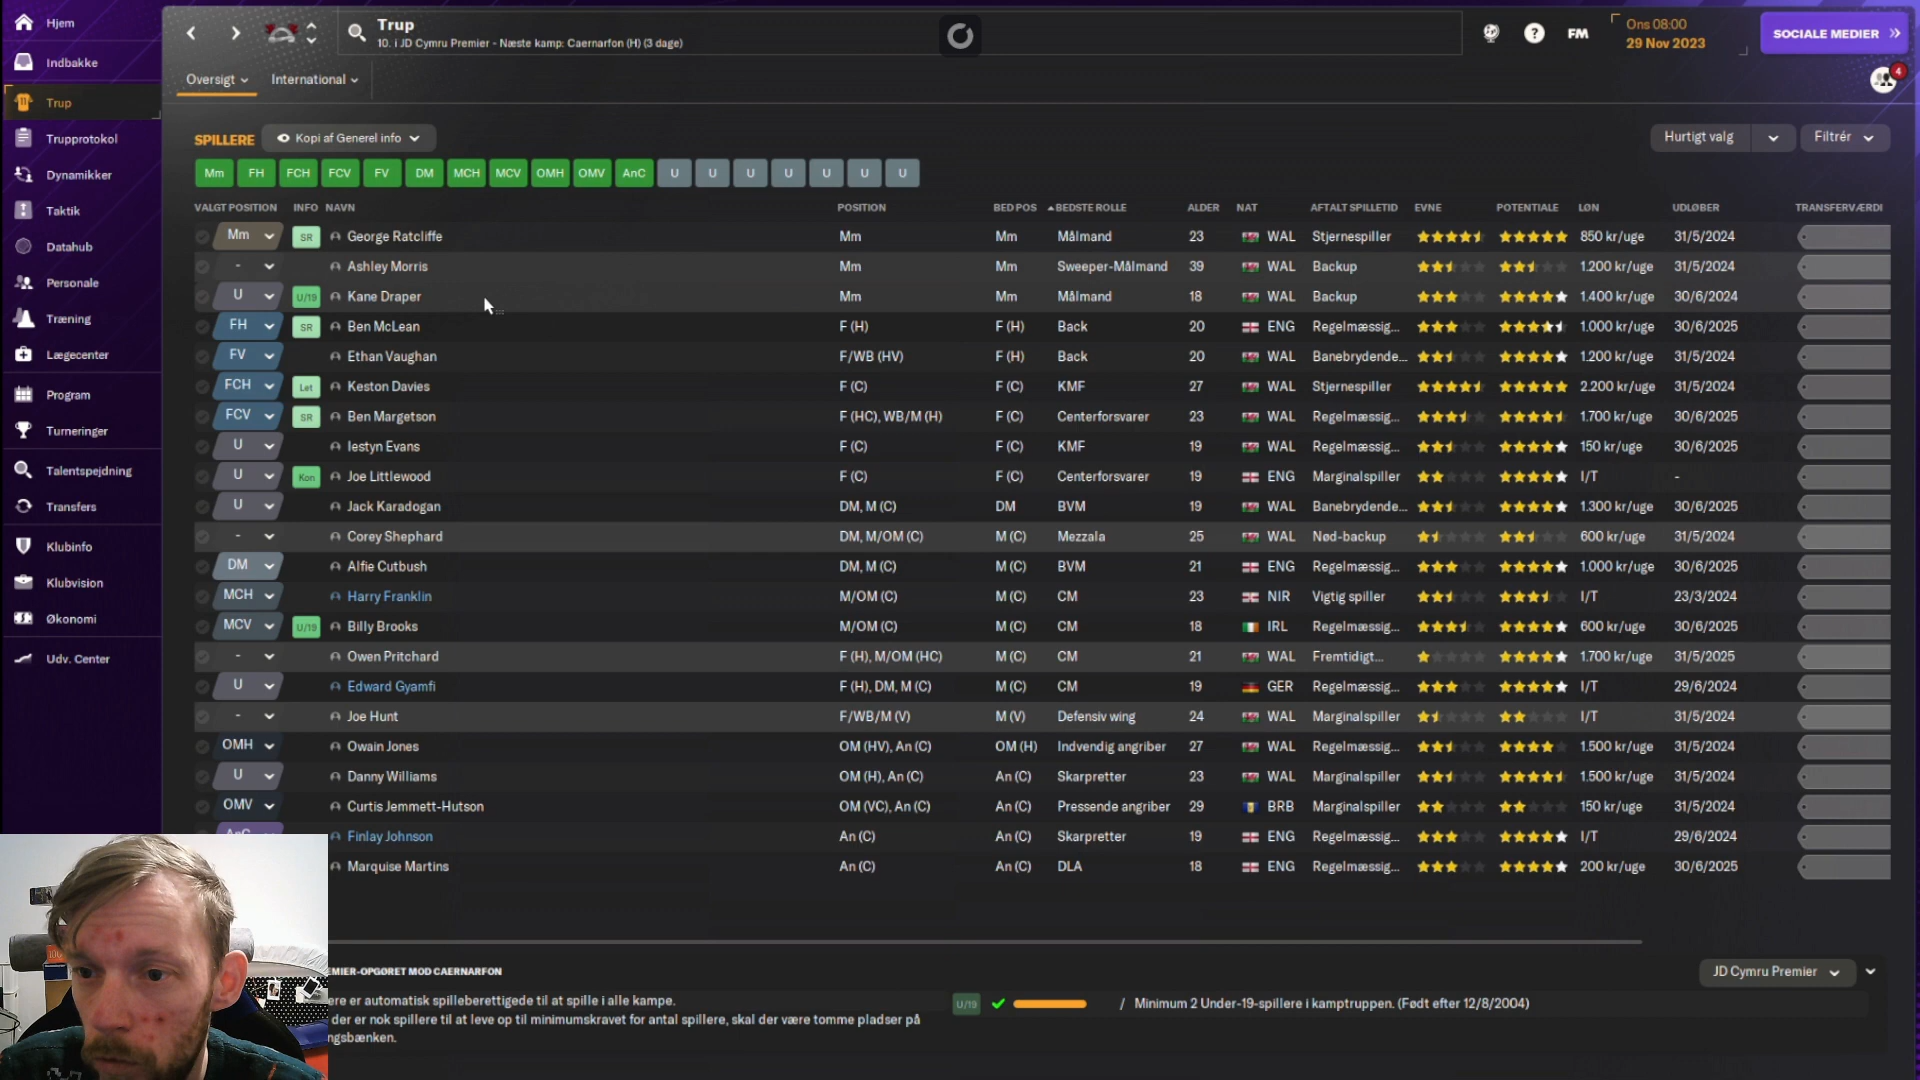 Hjem
Indbakke
Trup
Trupprotokol
Dynamikker
Taktik
Datahub
Personale
Træning
Lægecenter
Program
Turneringer
Talentspejdning
Transfers
Klubinfo
Klubvision
Økonomi
Udv. Center
Trup
10. i JD Cymru Premier - Næste kamp: Caernarfon (H) (3 dage)
FM
Ons 08:00
29 Nov 2023
SOCIALE MEDIER
4
Oversigt International
SPILLERE Kopi af Generel info Hurtigt valg Filtrér
Mm FH FCH FCV FV DM MCH MCV OMH OMV AnC U U U U U U U
VALGT POSITION INFO NAVN POSITION BED POS BEDSTE ROLLE ALDER NAT AFTALT SPILLETID EVNE POTENTIALE LØN UDLØBER TRANSFERVÆRDI
Mm SR George Ratcliffe Mm Mm Målmand 23 WAL Stjernespiller 850 kr/uge 31/5/2024
- Ashley Morris Mm Mm Sweeper-Målmand 39 WAL Backup 1.200 kr/uge 31/5/2024
U U/19 Kane Draper Mm Mm Målmand 18 WAL Backup 1.400 kr/uge 30/6/2024
FH SR Ben McLean F (H) F (H) Back 20 ENG Regelmæssig... 1.000 kr/uge 30/6/2025
FV Ethan Vaughan F/WB (HV) F (H) Back 20 WAL Banebrydende... 1.200 kr/uge 31/5/2024
FCH Let Keston Davies F (C) F (C) KMF 27 WAL Stjernespiller 2.200 kr/uge 31/5/2024
FCV SR Ben Margetson F (HC), WB/M (H) F (C) Centerforsvarer 23 WAL Regelmæssig... 1.700 kr/uge 30/6/2025
U Iestyn Evans F (C) F (C) KMF 19 WAL Regelmæssig... 150 kr/uge 30/6/2025
U Kon Joe Littlewood F (C) F (C) Centerforsvarer 19 ENG Marginalspiller I/T -
U Jack Karadogan DM, M (C) DM BVM 19 WAL Banebrydende... 1.300 kr/uge 30/6/2025
- Corey Shephard DM, M/OM (C) M (C) Mezzala 25 WAL Nød-backup 600 kr/uge 31/5/2024
DM Alfie Cutbush DM, M (C) M (C) BVM 21 ENG Regelmæssig... 1.000 kr/uge 30/6/2025
MCH Harry Franklin M/OM (C) M (C) CM 23 NIR Vigtig spiller I/T 23/3/2024
MCV U/19 Billy Brooks M/OM (C) M (C) CM 18 IRL Regelmæssig... 600 kr/uge 30/6/2025
- Owen Pritchard F (H), M/OM (HC) M (C) CM 21 WAL Fremtidigt... 1.700 kr/uge 31/5/2025
U Edward Gyamfi F (H), DM, M (C) M (C) CM 19 GER Regelmæssig... I/T 29/6/2024
- Joe Hunt F/WB/M (V) M (V) Defensiv wing 24 WAL Marginalspiller I/T 31/5/2024
OMH Owain Jones OM (HV), An (C) OM (H) Indvendig angriber 27 WAL Regelmæssig... 1.500 kr/uge 31/5/2024
U Danny Williams OM (H), An (C) An (C) Skarpretter 23 WAL Marginalspiller 1.500 kr/uge 31/5/2024
OMV Curtis Jemmett-Hutson OM (VC), An (C) An (C) Pressende angriber 29 BRB Marginalspiller 150 kr/uge 31/5/2024
Finlay Johnson An (C) An (C) Skarpretter 19 ENG Regelmæssig... I/T 29/6/2024
Marquise Martins An (C) An (C) DLA 18 ENG Regelmæssig... 200 kr/uge 30/6/2025
EMIER-OPGØRET MOD CAERNARFON JD Cymru Premier
ere er automatisk spilleberettigede til at spille i alle kampe.
der er nok spillere til at leve op til minimumskravet for antal spillere, skal der være tomme pladser på
ngsbænken.
U/19 / Minimum 2 Under-19-spillere i kamptruppen. (Født efter 12/8/2004)